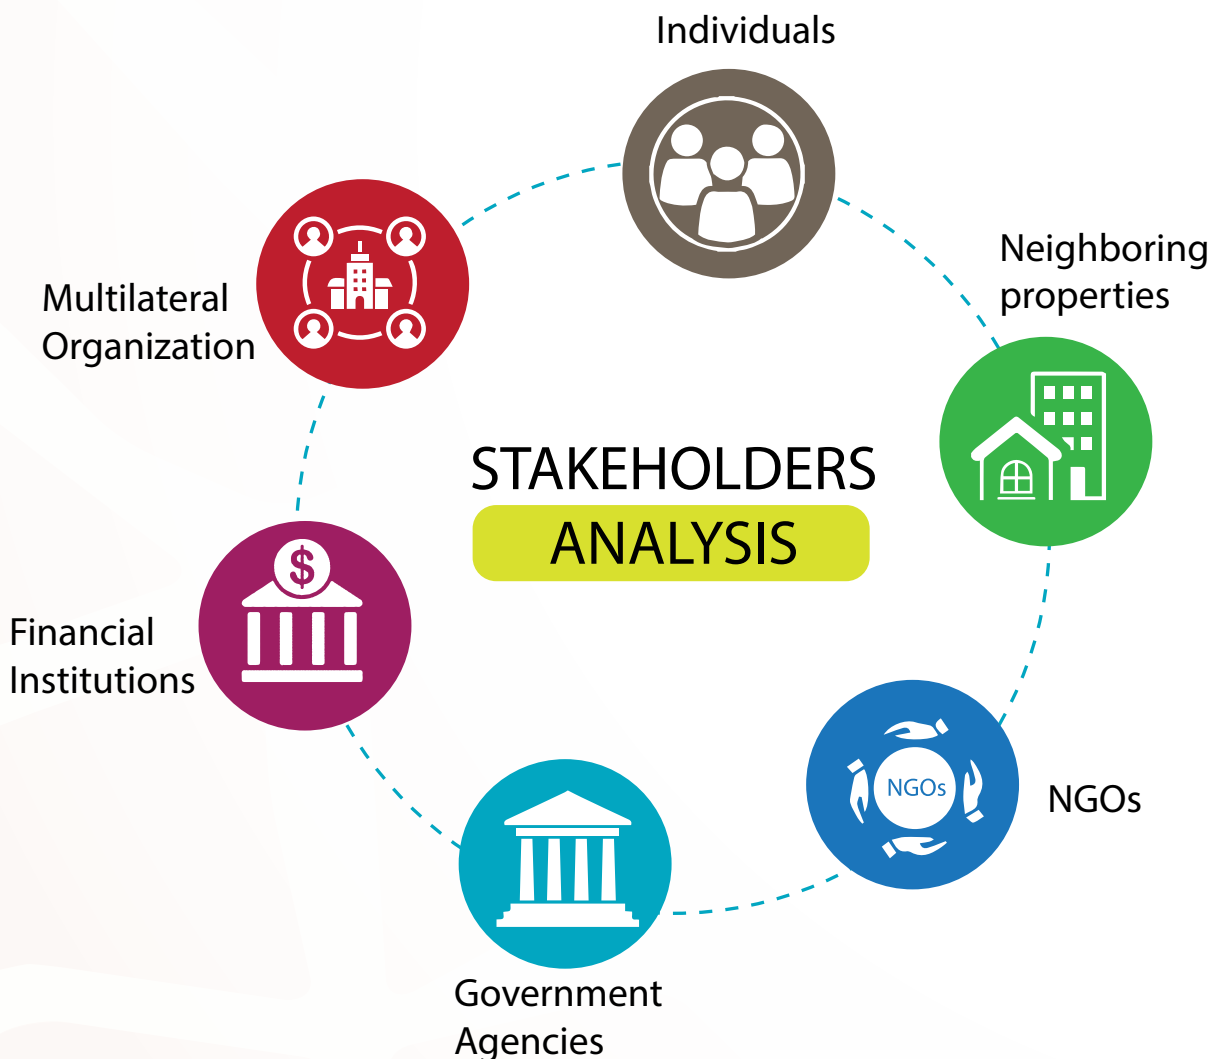 Individuals
Neighboring
properties
Multilateral
Organization
STAKEHOLDERS
ANALYSIS
$
Financial
Institutions
NGOs
NGOs
Government
Agencies